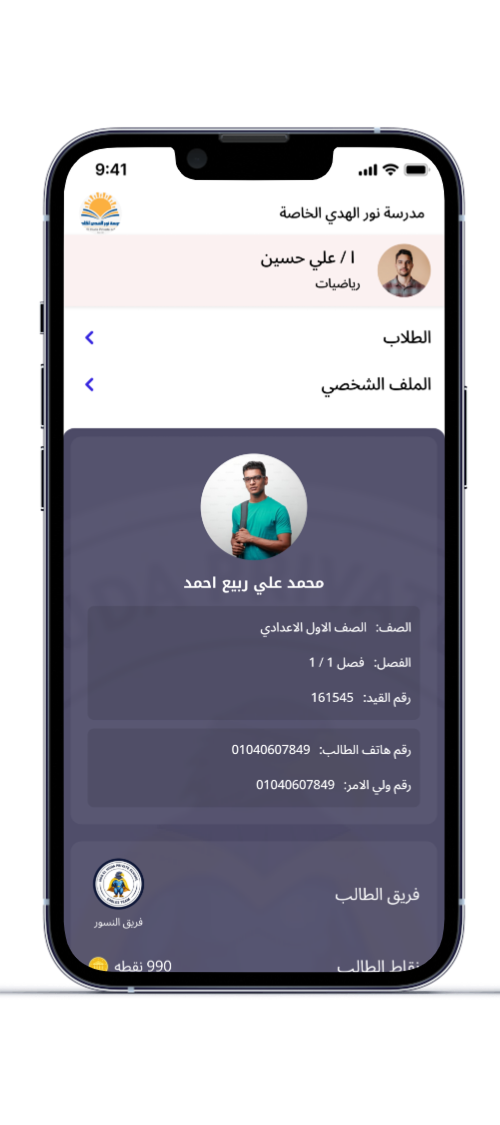 9:41
مدرسة نور الهدي الخاصة
ا / علي حسين
رياضيات
الطلاب
الملف الشخصي
محمد علي ربيع احمد
الصف: الصف الاول الاعدادي
الفصل: فصل 1 / 1
رقم القيد: 161545
رقم هاتف الطالب: 01040607849
رقم ولي الامر: 01040607849
فريق الطالب
فريق النسور
نقاط الطالب
990 نقطه